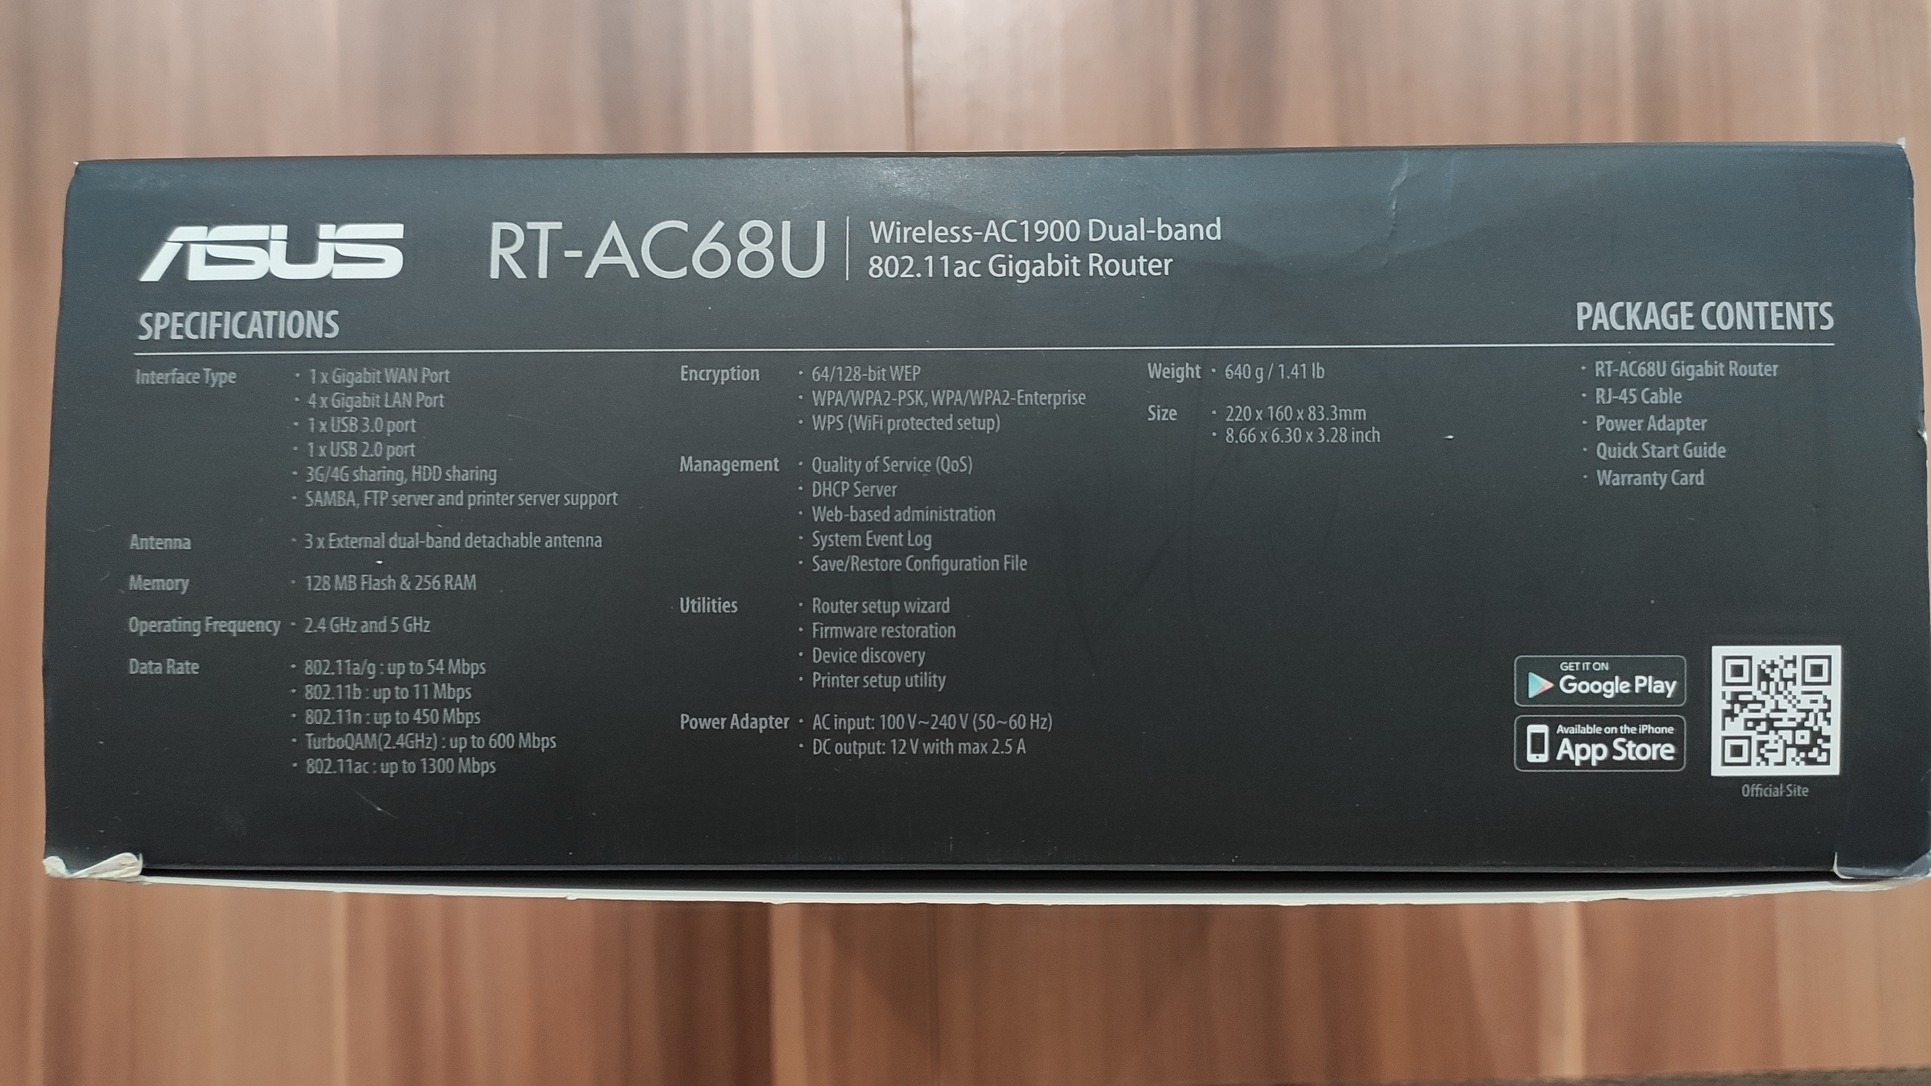 ASUS
RT-AC68U
Wireless-AC1900 Dual-band
802.11ac Gigabit Router
SPECIFICATIONS
Interface Type
· 1 x Gigabit WAN Port
· 4 x Gigabit LAN Port
· 1 x USB 3.0 port
· 1 x USB 2.0 port
· 3G/4G sharing, HDD sharing
· SAMBA, FTP server and printer server support
Antenna
· 3 x External dual-band detachable antenna
Memory
· 128 MB Flash & 256 RAM
Operating Frequency
· 2.4 GHz and 5 GHz
Data Rate
· 802.11a/g : up to 54 Mbps
· 802.11b : up to 11 Mbps
· 802.11n : up to 450 Mbps
· TurboQAM(2.4GHz) : up to 600 Mbps
· 802.11ac : up to 1300 Mbps
Encryption
· 64/128-bit WEP
· WPA/WPA2-PSK, WPA/WPA2-Enterprise
· WPS (WiFi protected setup)
Management
· Quality of Service (QoS)
· DHCP Server
· Web-based administration
· System Event Log
· Save/Restore Configuration File
Utilities
· Router setup wizard
· Firmware restoration
· Device discovery
· Printer setup utility
Power Adapter
· AC input: 100 V~240 V (50~60 Hz)
· DC output: 12 V with max 2.5 A
Weight
· 640 g / 1.41 lb
Size
· 220 x 160 x 83.3mm
· 8.66 x 6.30 x 3.28 inch
PACKAGE CONTENTS
· RT-AC68U Gigabit Router
· RJ-45 Cable
· Power Adapter
· Quick Start Guide
· Warranty Card
GET IT ON
Google Play
Available on the iPhone
App Store
Official Site